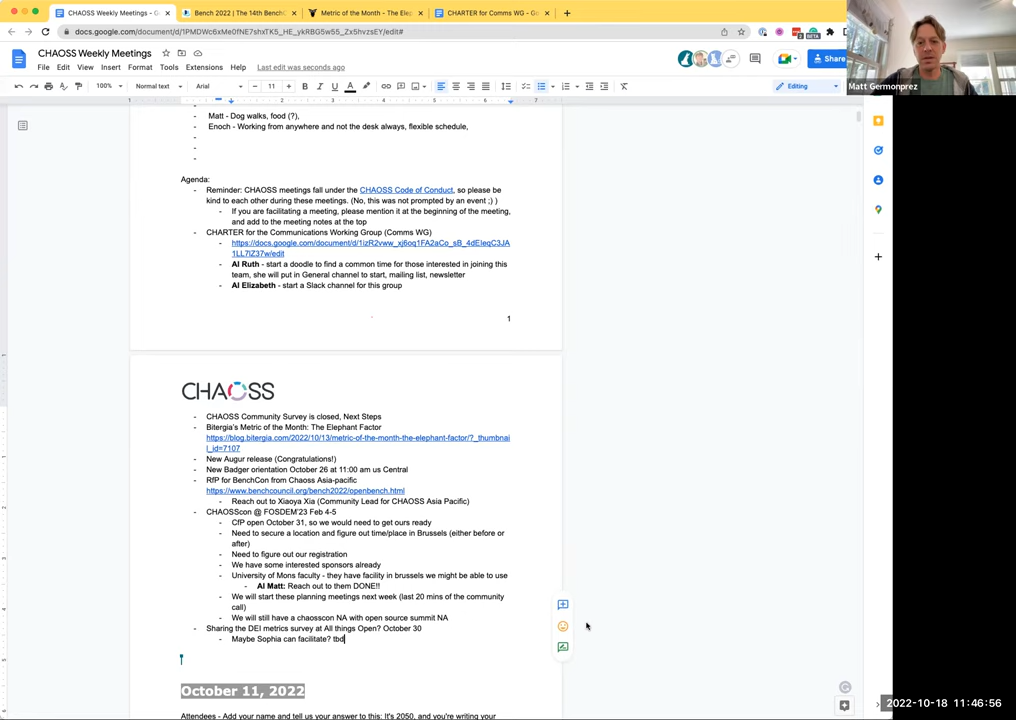 CHAOSS Weekly Meetings - G
Bench 2022 | The 14th BenchC
Metric of the Month - The Ele
CHARTER for Comms WG - G
docs.google.com/document/d/1PMDWc6xMe0fNE7shxTK5_HE_ykRBG5w55_Zx5hvzsEY/edit#
CHAOSS Weekly Meetings
File Edit View Insert Format Tools Extensions Help Last edit was seconds ago
Share
100% Normal text Arial 11 B I U A Editing
Matt Germonprez
- Matt - Dog walks, food (?),
- Enoch - Working from anywhere and not the desk always, flexible schedule,
-
-
-
Agenda:
- Reminder: CHAOSS meetings fall under the CHAOSS Code of Conduct, so please be
kind to each other during these meetings. (No, this was not prompted by an event ;) )
- If you are facilitating a meeting, please mention it at the beginning of the meeting,
and add to the meeting notes at the top
- CHARTER for the Communications Working Group (Comms WG)
- https://docs.google.com/document/d/1izR2vww_xj6oq1FA2aCo_sB_4dEleqC3JA
1LL7lZ37w/edit
- AI Ruth - start a doodle to find a common time for those interested in joining this
team, she will put in General channel to start, mailing list, newsletter
- AI Elizabeth - start a Slack channel for this group
1
CHAOSS
- CHAOSS Community Survey is closed, Next Steps
- Bitergia's Metric of the Month: The Elephant Factor
https://blog.bitergia.com/2022/10/13/metric-of-the-month-the-elephant-factor/?_thumbnai
l_id=7107
- New Augur release (Congratulations!)
- New Badger orientation October 26 at 11:00 am us Central
- RfP for BenchCon from Chaoss Asia-pacific
https://www.benchcouncil.org/bench2022/openbench.html
- Reach out to Xiaoya Xia (Community Lead for CHAOSS Asia Pacific)
- CHAOSScon @ FOSDEM'23 Feb 4-5
- CfP open October 31, so we would need to get ours ready
- Need to secure a location and figure out time/place in Brussels (either before or
after)
- Need to figure out our registration
- We have some interested sponsors already
- University of Mons faculty - they have facility in brussels we might be able to use
- AI Matt: Reach out to them DONE!!
- We will start these planning meetings next week (last 20 mins of the community
call)
- We will still have a chaosscon NA with open source summit NA
- Sharing the DEI metrics survey at All things Open? October 30
- Maybe Sophia can facilitate? tbd
October 11, 2022
Attendees - Add your name and tell us your answer to this: It's 2050, and you're writing your
2022-10-18 11:46:56